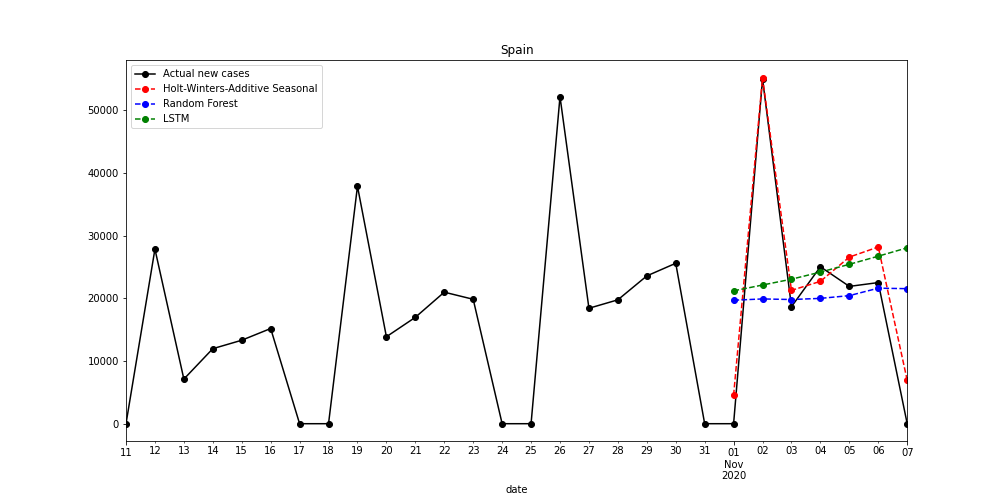 Spain
Actual new cases
Holt-Winters-Additive Seasonal
Random Forest
LSTM
50000
40000
30000
20000
10000
0
11 12 13 14 15 16 17 18 19 20 21 22 23 24 25 26 27 28 29 30 31 01 02 03 04 05 06 07
Nov
2020
date